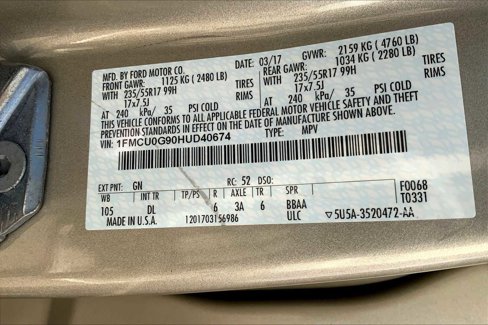 MFD. BY FORD MOTOR CO.
DATE: 03/17 GVWR: 2159 KG (4760 LB)
FRONT GAWR: 1125 KG (2480 LB) REAR GAWR: 1034 KG (2280 LB)
WITH 235/55R17 99H WITH 235/55R17 99H
17x7.5J TIRES 17x7.5J TIRES
AT 240 kPa/ 35 PSI COLD RIMS AT 240 kPa/ 35 PSI COLD RIMS
THIS VEHICLE CONFORMS TO ALL APPLICABLE FEDERAL MOTOR VEHICLE SAFETY AND THEFT
PREVENTION STANDARDS IN EFFECT ON THE DATE OF MANUFACTURE SHOWN ABOVE.
VIN: 1FMCU0G90HUD40674 TYPE: MPV
EXT PNT: GN RC: 52 DSO: F0068
WB INT TR TP/PS R AXLE TR SPR T0331
105 DL 6 3A 6 BBAA
MADE IN U.S.A. 1201703156986 ULC ▽5U5A-3520472-AA